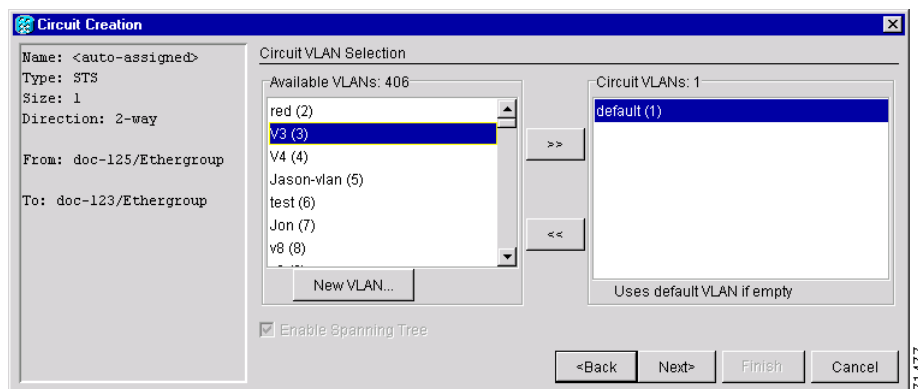 Circuit Creation
Name: <auto-assigned>
Type: STS
Size: 1
Direction: 2-way
From: doc-125/Ethergroup
To: doc-123/Ethergroup
Circuit VLAN Selection
Available VLANs: 406
red (2)
V3 (3)
V4 (4)
Jason-vlan (5)
test (6)
Jon (7)
v8 (8)
New VLAN...
>>
<<
Circuit VLANs: 1
default (1)
Uses default VLAN if empty
Enable Spanning Tree
<Back
Next>
Finish
Cancel